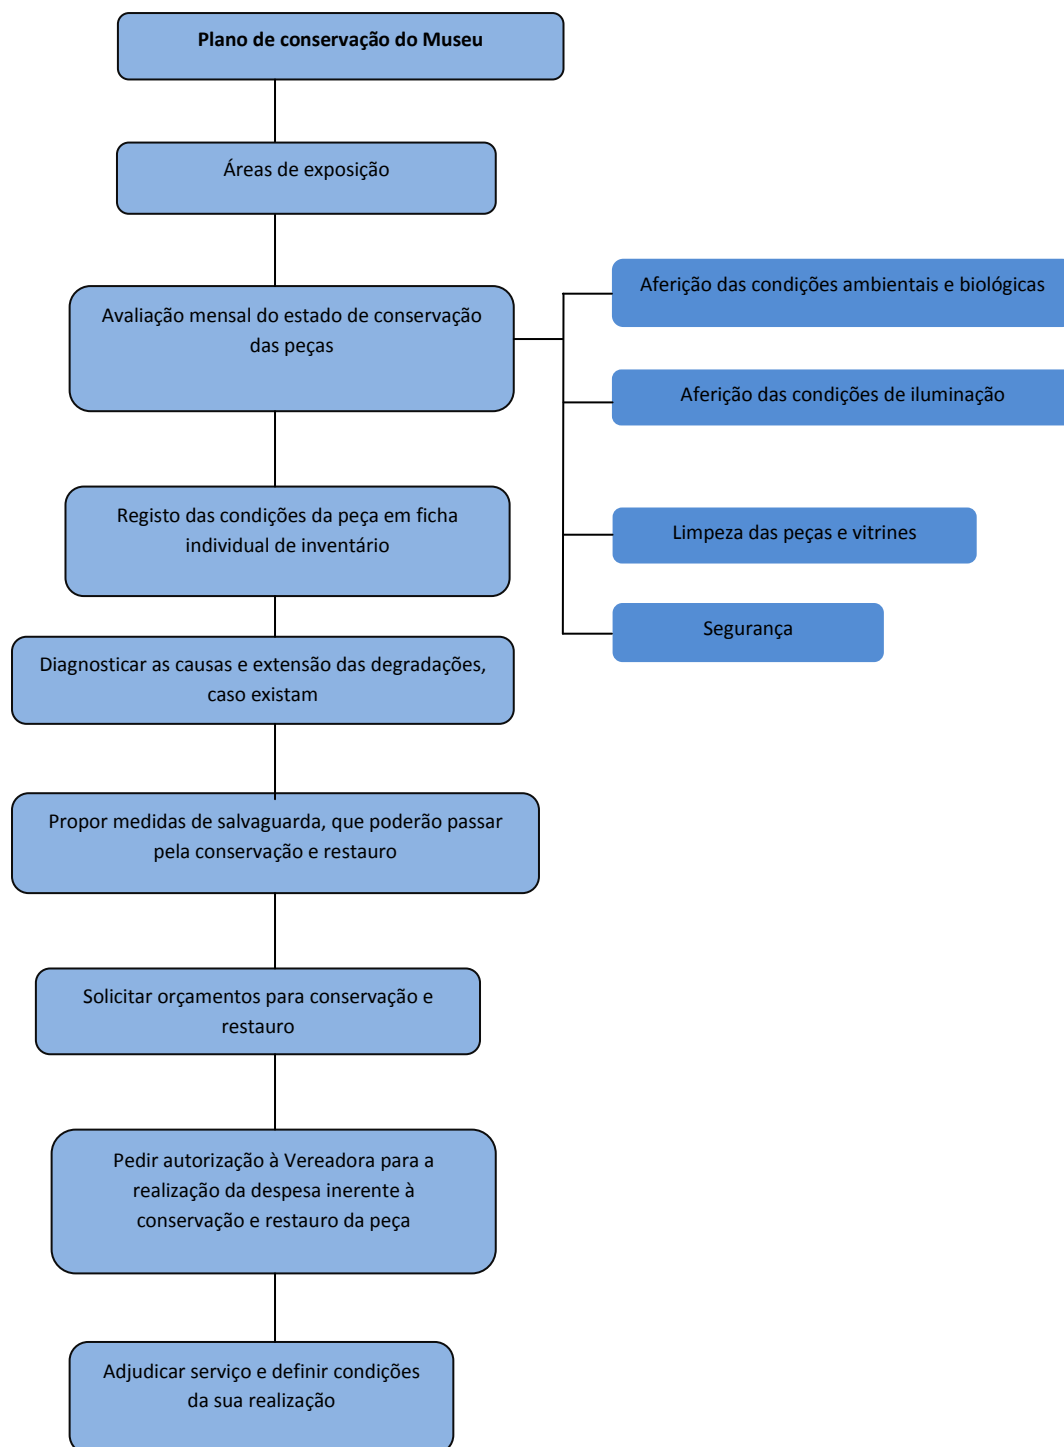 Plano de conservação do Museu
Áreas de exposição
Avaliação mensal do estado de conservação
das peças
Aferição das condições ambientais e biológicas
Aferição das condições de iluminação
Limpeza das peças e vitrines
Segurança
Registo das condições da peça em ficha
individual de inventário
Diagnosticar as causas e extensão das degradações,
caso existam
Propor medidas de salvaguarda, que poderão passar
pela conservação e restauro
Solicitar orçamentos para conservação e
restauro
Pedir autorização à Vereadora para a
realização da despesa inerente à
conservação e restauro da peça
Adjudicar serviço e definir condições
da sua realização